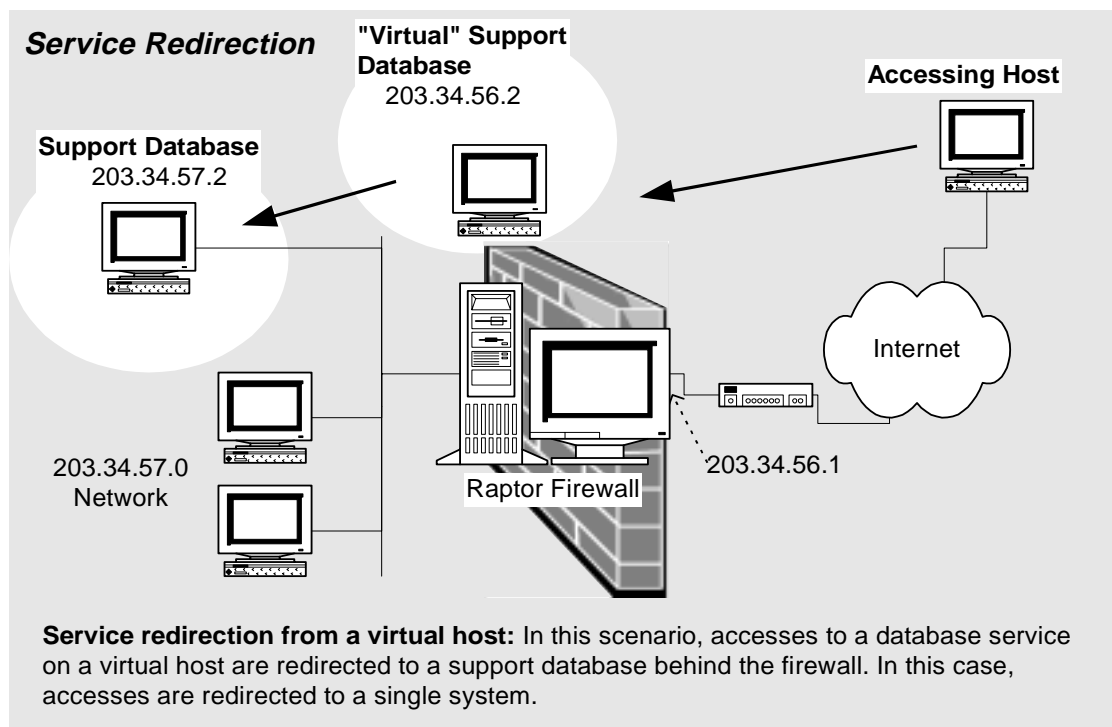 Service Redirection
"Virtual" Support
Database
203.34.56.2
Accessing Host
Support Database
203.34.57.2
Internet
203.34.57.0
Network
203.34.56.1
Raptor Firewall
Service redirection from a virtual host: In this scenario, accesses to a database service
on a virtual host are redirected to a support database behind the firewall. In this case,
accesses are redirected to a single system.